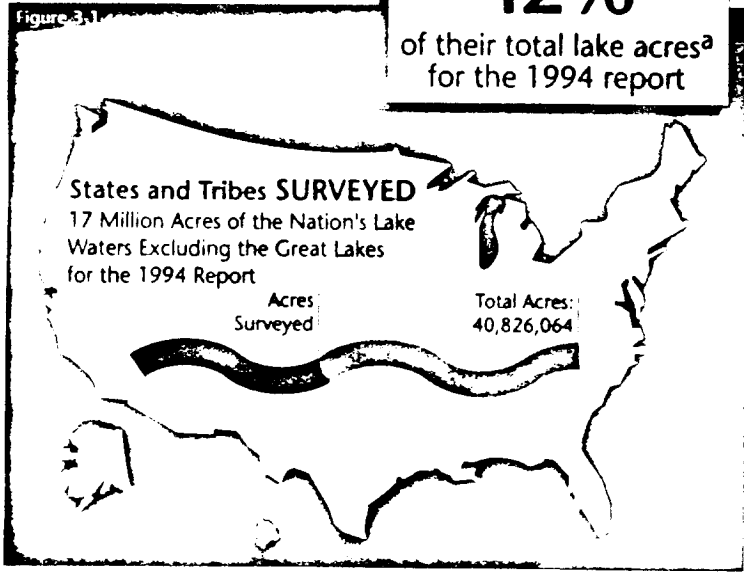 Figure 3-1
of their total lake acresª
for the 1994 report
States and Tribes SURVEYED
17 Million Acres of the Nation's Lake
Waters Excluding the Great Lakes
for the 1994 Report
Acres
Surveyed
Total Acres:
40,826,064